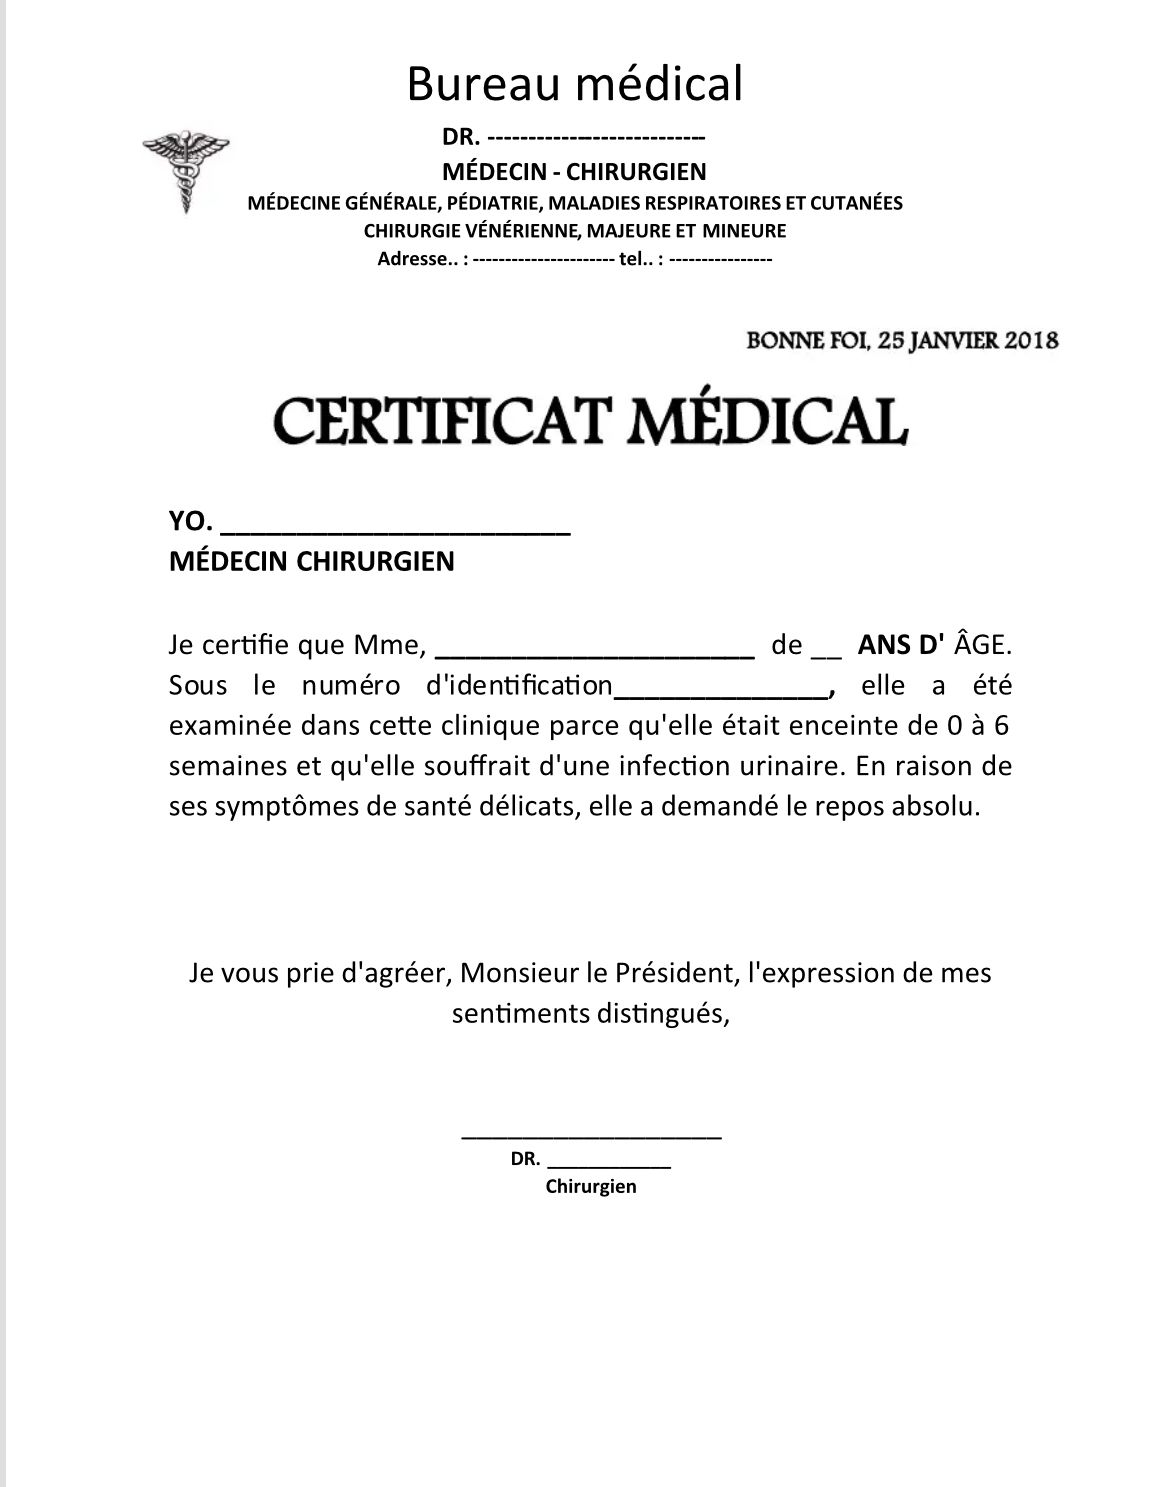 Bureau médical
DR. ---------------------------
MÉDECIN - CHIRURGIEN
MÉDECINE GÉNÉRALE, PÉDIATRIE, MALADIES RESPIRATOIRES ET CUTANÉES
CHIRURGIE VÉNÉRIENNE, MAJEURE ET MINEURE
Adresse.. : ---------------------- tel.. : ----------------
BONNE FOI, 25 JANVIER 2018
CERTIFICAT MÉDICAL
YO. _______________________
MÉDECIN CHIRURGIEN
Je certifie que Mme, _____________________ de __ ANS D' ÂGE.
Sous le numéro d'identification______________, elle a été
examinée dans cette clinique parce qu'elle était enceinte de 0 à 6
semaines et qu'elle souffrait d'une infection urinaire. En raison de
ses symptômes de santé délicats, elle a demandé le repos absolu.
Je vous prie d'agréer, Monsieur le Président, l'expression de mes
sentiments distingués,
_________________
DR. ____________
Chirurgien